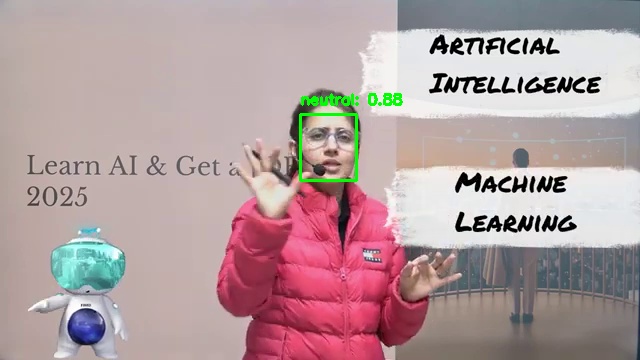 Artificial
Intelligence
neutral: 0.88
Learn AI & Get a
2025
Machine
Learning